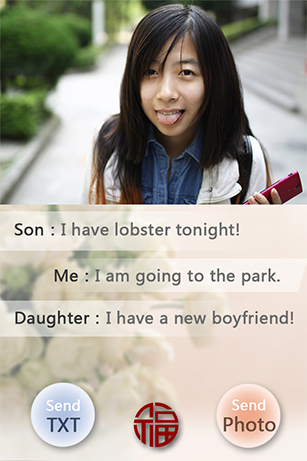 Son : I have lobster tonight!
Me : I am going to the park.
Daughter : I have a new boyfriend!
Send
TXT
福
Send
Photo